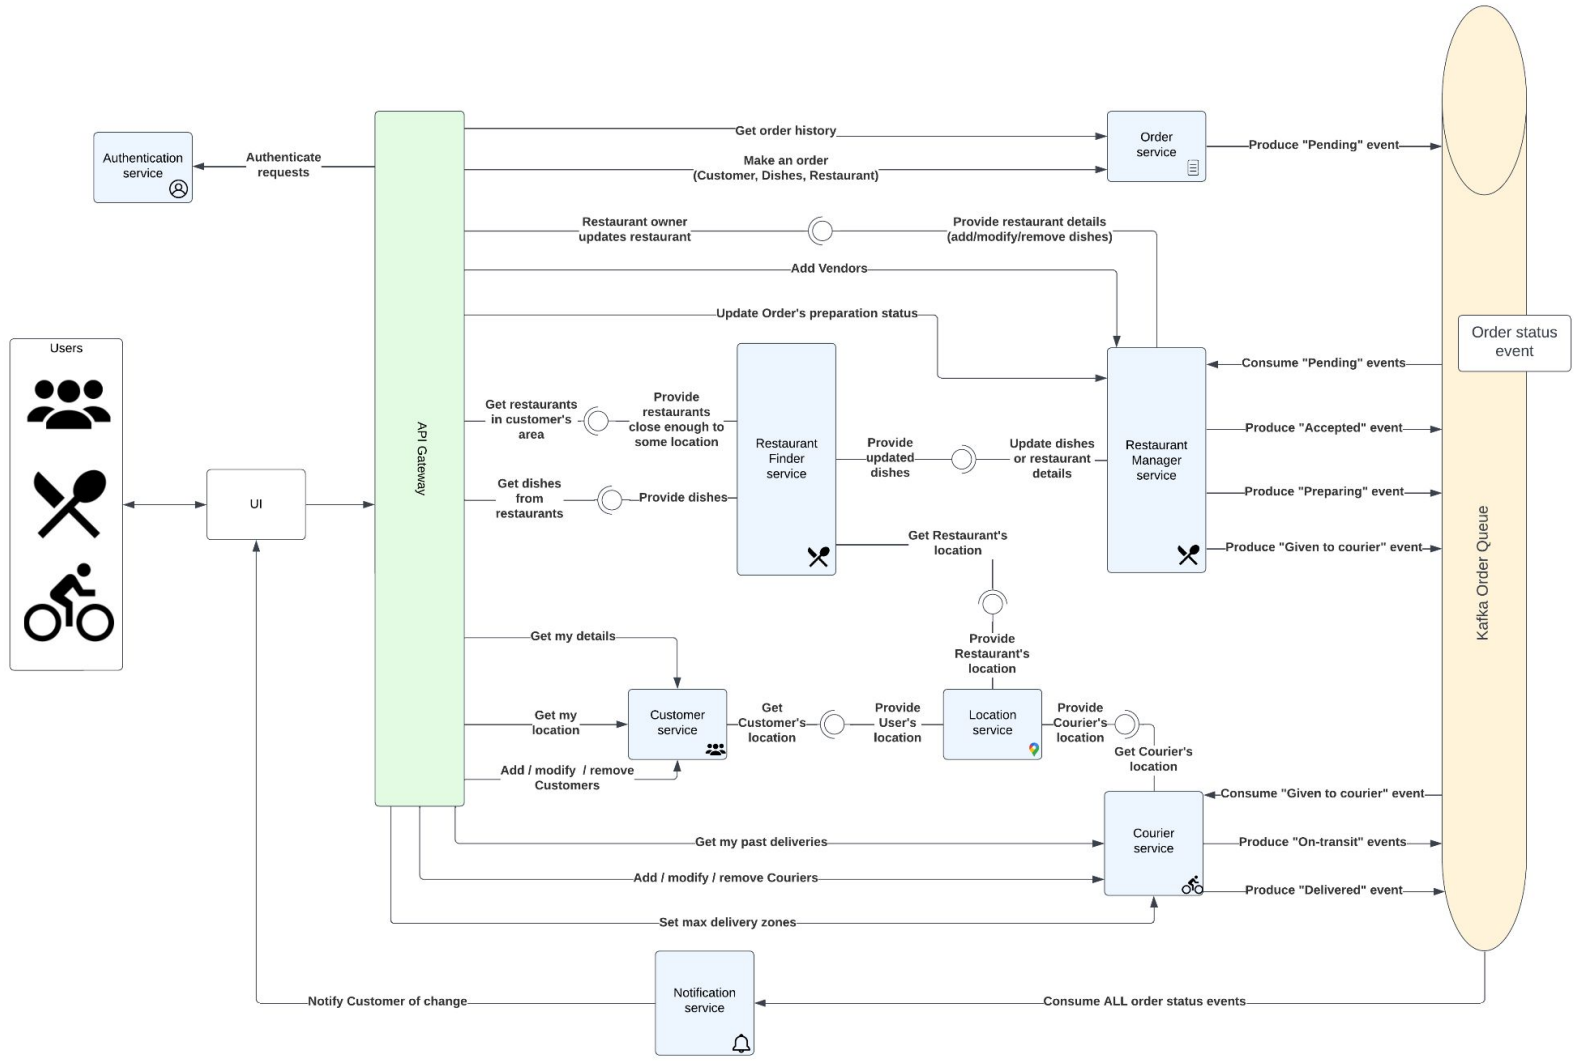 Get order history
Order
service
Produce "Pending" event
Authentication
service
Authenticate
requests
Make an order
(Customer, Dishes, Restaurant)
Restaurant owner
updates restaurant
Provide restaurant details
(add/modify/remove dishes)
Add Vendors
Update Order's preparation status
Order status
event
Users
Consume "Pending" events
Get restaurants
in customer's
area
Provide
restaurants
close enough to
some location
Restaurant
Finder
service
Provide
updated
dishes
Update dishes
or restaurant
details
Restaurant
Manager
service
Produce "Accepted" event
API Gateway
Get dishes
from
restaurants
Provide dishes
Produce "Preparing" event
UI
Get Restaurant's
location
Produce "Given to courier" event
Kafka Order Queue
Get my details
Provide
Restaurant's
location
Get my
location
Customer
service
Get
Customer's
location
Provide
User's
location
Location
service
Provide
Courier's
location
Get Courier's
location
Add / modify  / remove
Customers
Consume "Given to courier" event
Get my past deliveries
Courier
service
Produce "On-transit" events
Add / modify / remove Couriers
Produce "Delivered" event
Set max delivery zones
Notify Customer of change
Notification
service
Consume ALL order status events